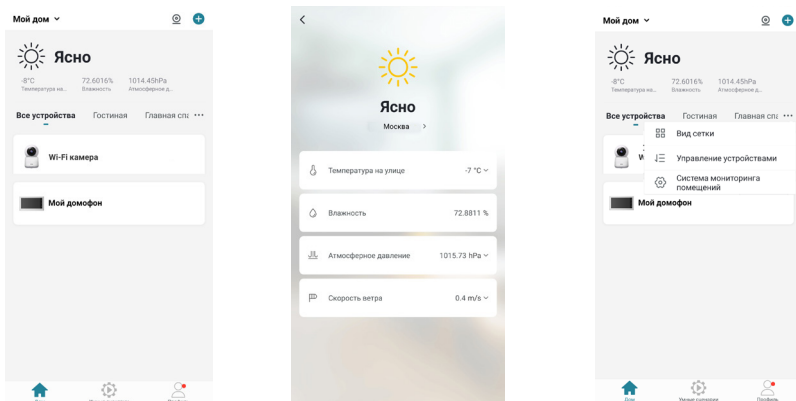 Мой дом
Ясно
-8°C
72.6016%
1014.45hPa
Температура на...
Влажность
Атмосферное д...
Все устройства
Гостиная
Главная спа
Wi-Fi камера
Мой домофон
Ясно
Москва
Температура на улице
-7 °C
Влажность
72.8811 %
Атмосферное давление
1015.73 hPa
Скорость ветра
0.4 m/s
Мой дом
Ясно
-8°C
72.6016%
1014.45hPa
Температура на...
Влажность
Атмосферное д...
Все устройства
Гостиная
Главная спа
Вид сетки
Управление устройствами
Система мониторинга
помещений
Мой домофон
Дом
Умные сценарии
Профиль